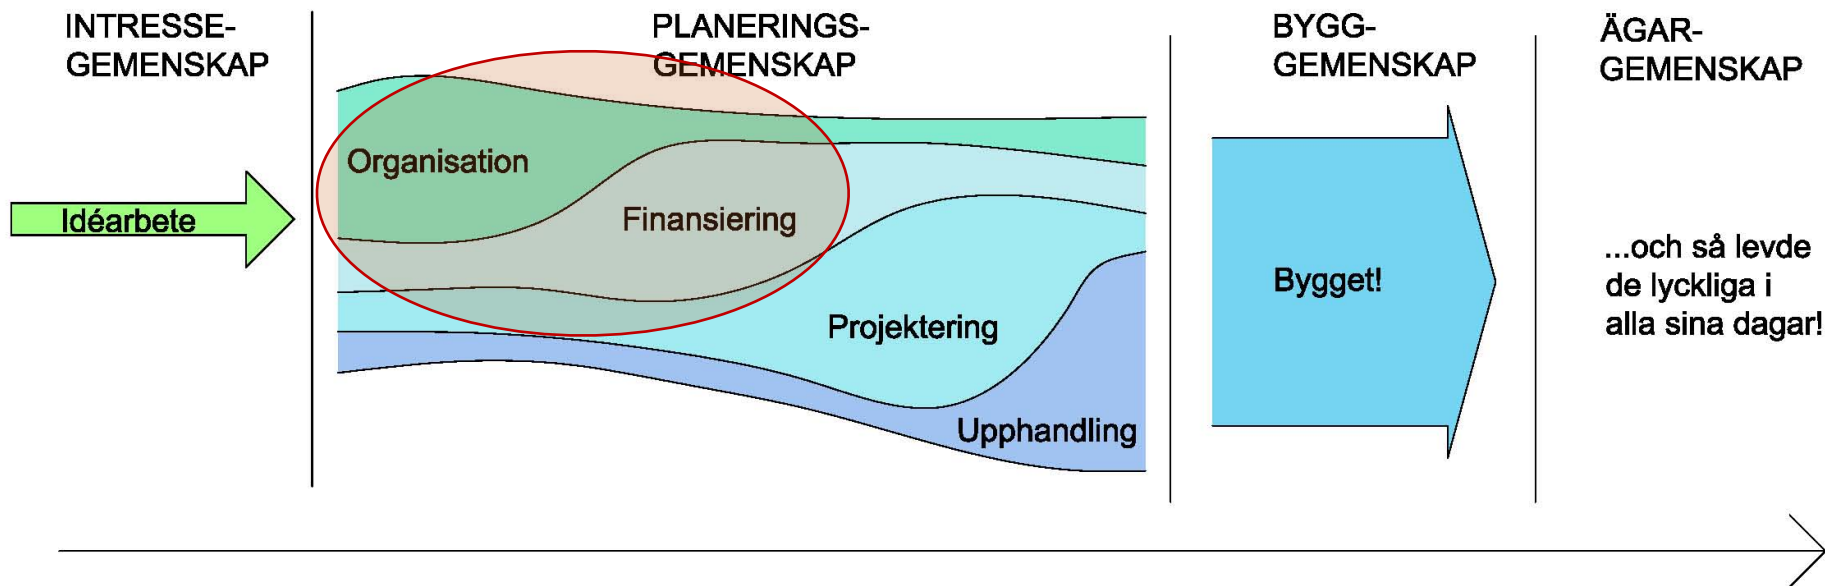 INTRESSE-
GEMENSKAP
PLANERINGS-
GEMENSKAP
BYGG-
GEMENSKAP
ÄGAR-
GEMENSKAP
Idéarbete
Organisation
Finansiering
Projektering
Upphandling
Bygget!
...och så levde
de lyckliga i
alla sina dagar!